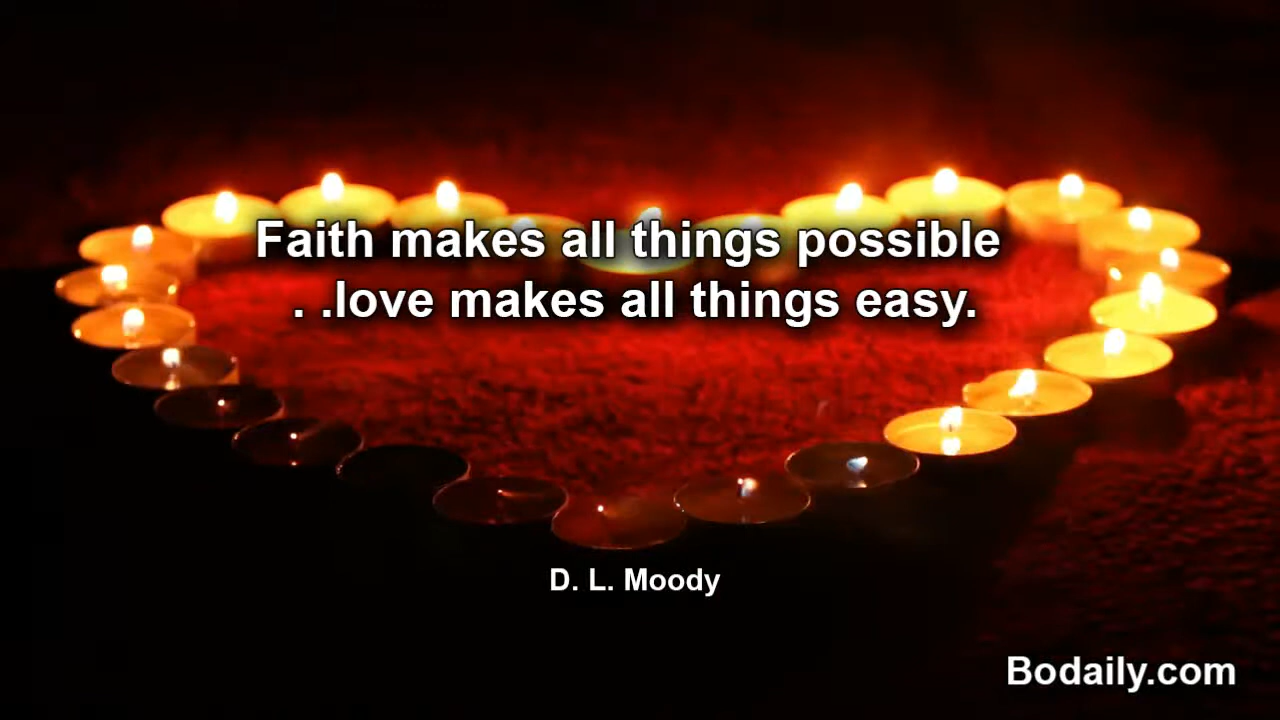 Faith makes all things possible
. .love makes all things easy.
D. L. Moody
Bodaily.com